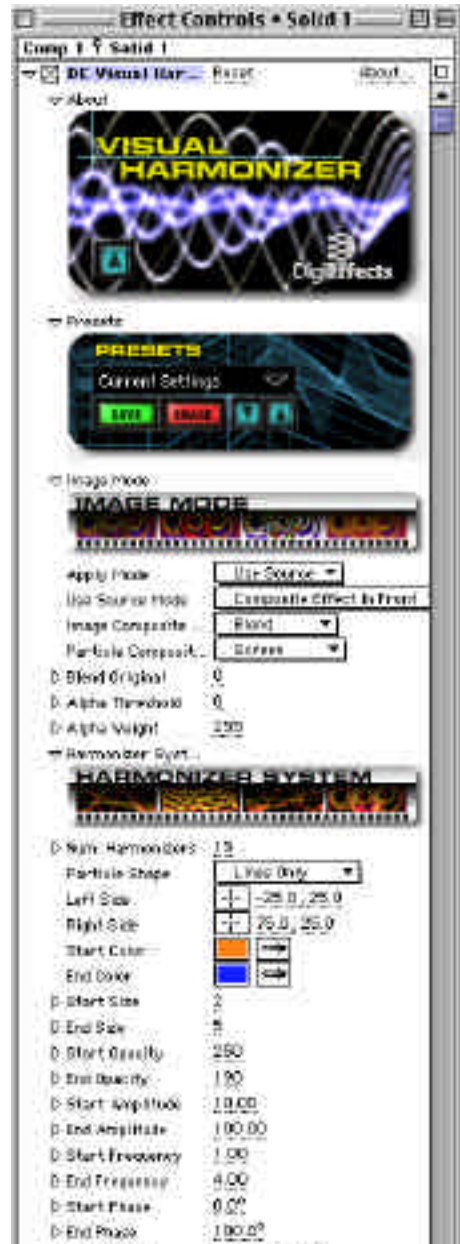 Effect Controls • Solid 1
Comp 1 Solid 1
DE Visual Har... Reset About...
About
VISUAL
HARMONIZER
DigiEffects
Presets
PRESETS
Current Settings
SAVE ERASE
Image Mode
IMAGE MODE
Apply Mode Use Source
Use Source Mode Composite Effect In Front
Image Composite ... Blend
Particle Composit... Screen
Blend Original 0
Alpha Threshold 0
Alpha Weight 255
Harmonizer Syst...
HARMONIZER SYSTEM
Num. Harmonizers 15
Particle Shape Lines Only
Left Side -25.0, 25.0
Right Side 75.0, 25.0
Start Color
End Color
Start Size 2
End Size
Start Opacity 250
End Opacity 190
Start Amplitude 10.00
End Amplitude 100.00
Start Frequency 1.00
End Frequency 4.00
Start Phase 0.0°
End Phase 100.0°